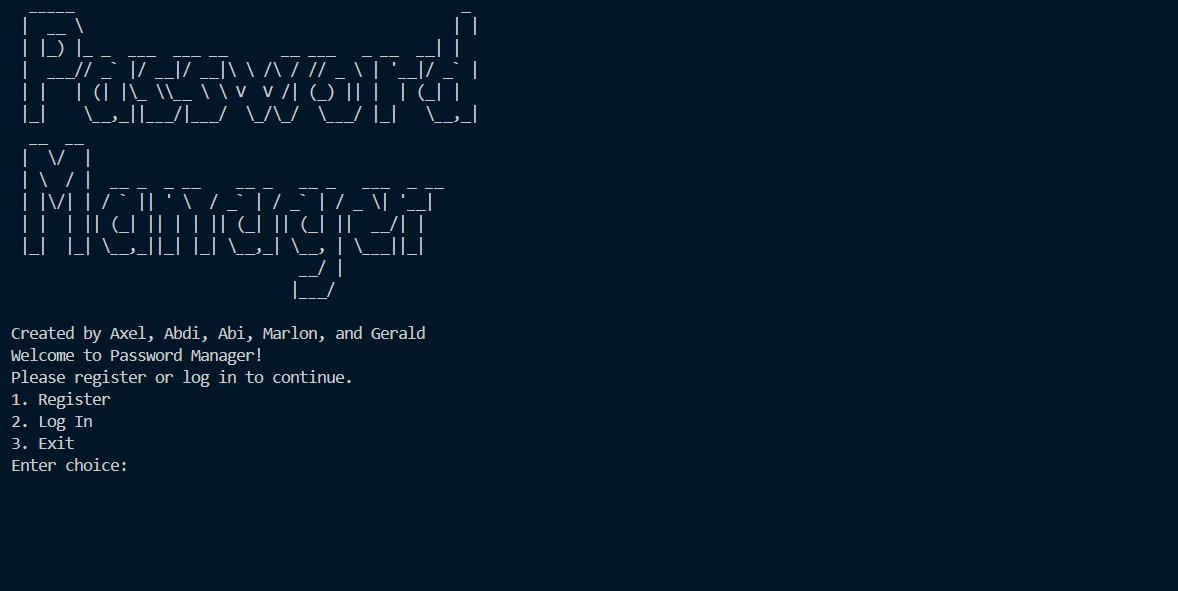 Password
Manager
Created by Axel, Abdi, Abi, Marlon, and Gerald
Welcome to Password Manager!
Please register or log in to continue.
1. Register
2. Log In
3. Exit
Enter choice: